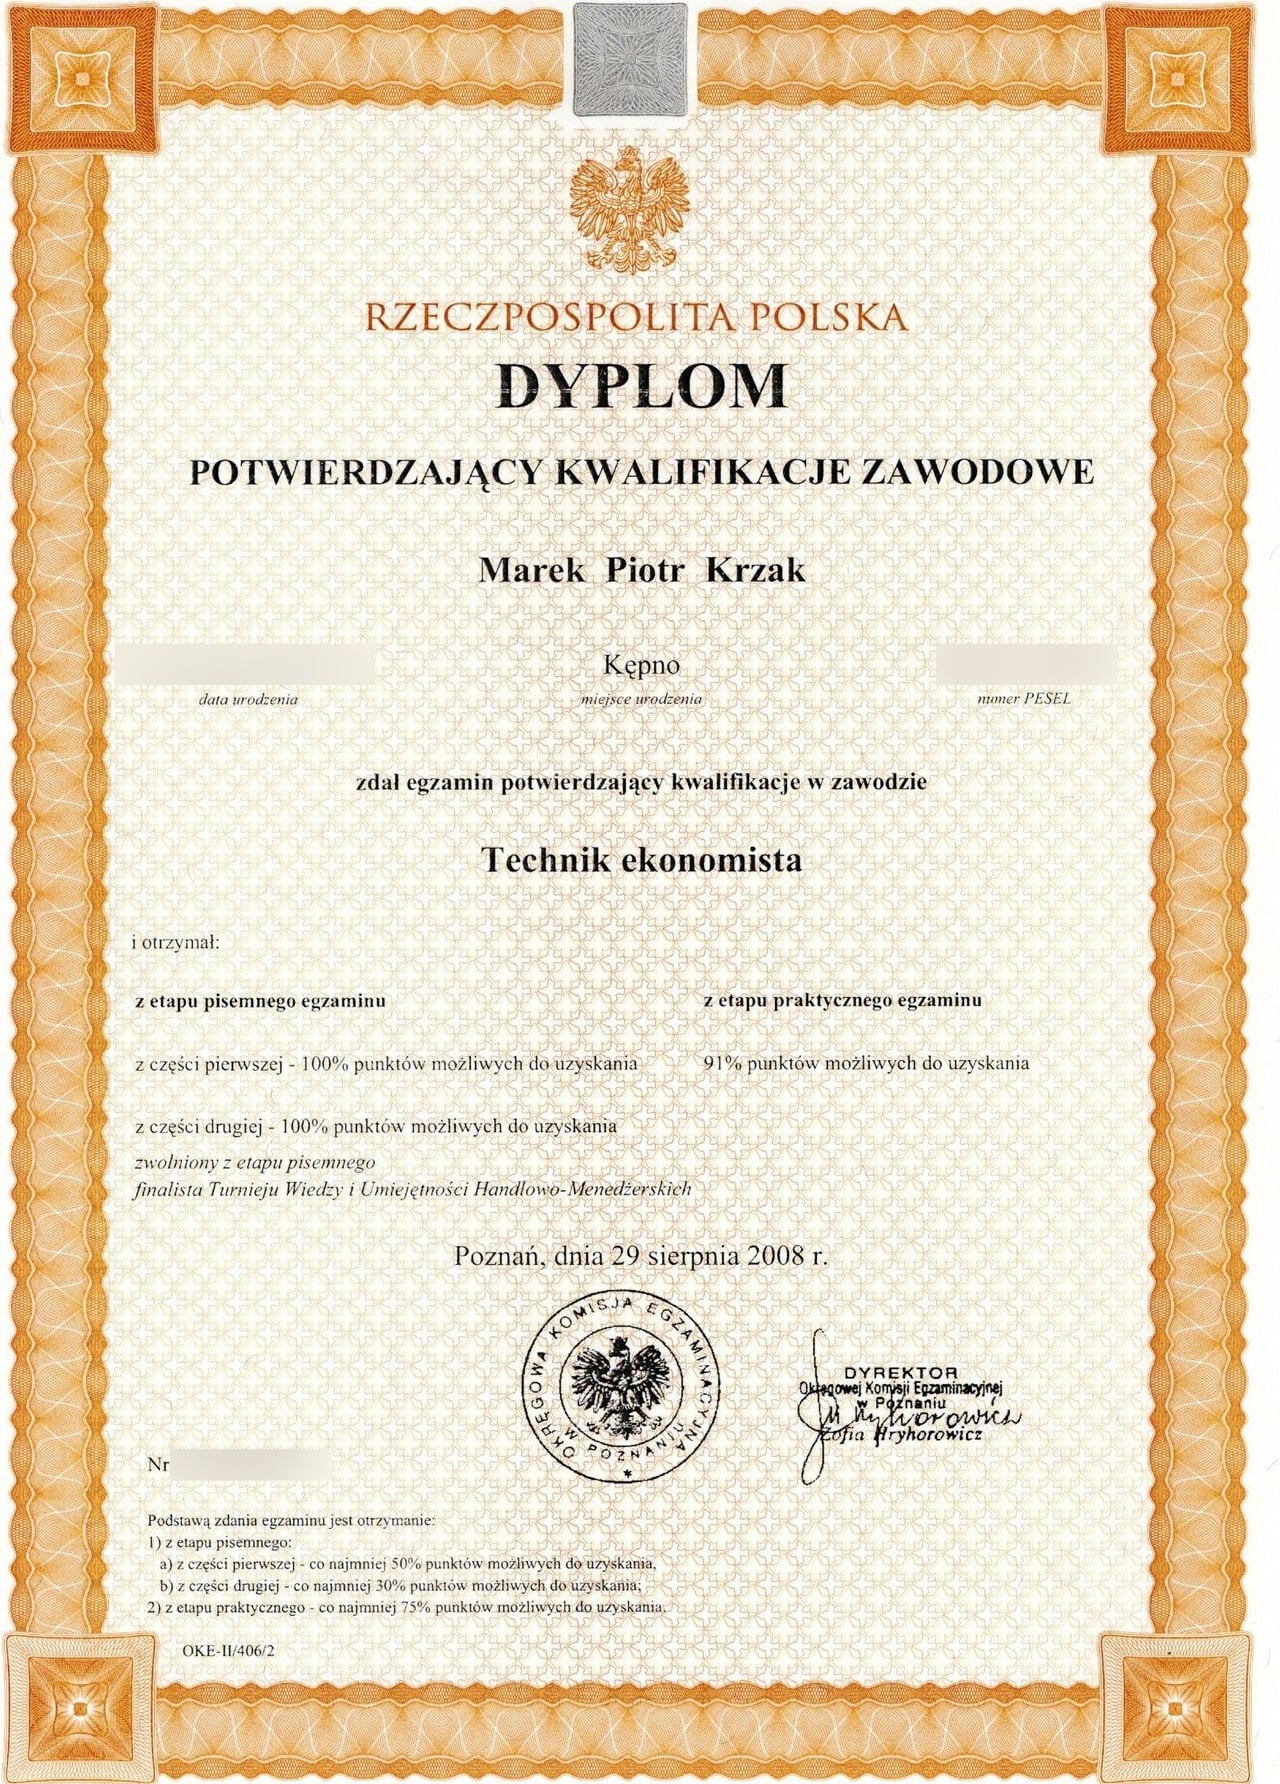 RZECZPOSPOLITA POLSKA
DYPLOM
POTWIERDZAJĄCY KWALIFIKACJE ZAWODOWE
Marek Piotr Krzak
Kępno
data urodzenia miejsce urodzenia numer PESEL
zdał egzamin potwierdzający kwalifikacje w zawodzie
Technik ekonomista
i otrzymał:
z etapu pisemnego egzaminu z etapu praktycznego egzaminu
z części pierwszej - 100% punktów możliwych do uzyskania 91% punktów możliwych do uzyskania
z części drugiej - 100% punktów możliwych do uzyskania
zwolniony z etapu pisemnego
finalista Turnieju Wiedzy i Umiejętności Handlowo-Menedżerskich
Poznań, dnia 29 sierpnia 2008 r.
OKRĘGOWA KOMISJA EGZAMINACYJNA
W POZNANIU
DYREKTOR
Okręgowej Komisji Egzaminacyjnej
w Poznaniu
Zofia Hryhorowicz
Nr
Podstawą zdania egzaminu jest otrzymanie:
1) z etapu pisemnego:
a) z części pierwszej - co najmniej 50% punktów możliwych do uzyskania,
b) z części drugiej - co najmniej 30% punktów możliwych do uzyskania;
2) z etapu praktycznego - co najmniej 75% punktów możliwych do uzyskania.
OKE-II/406/2